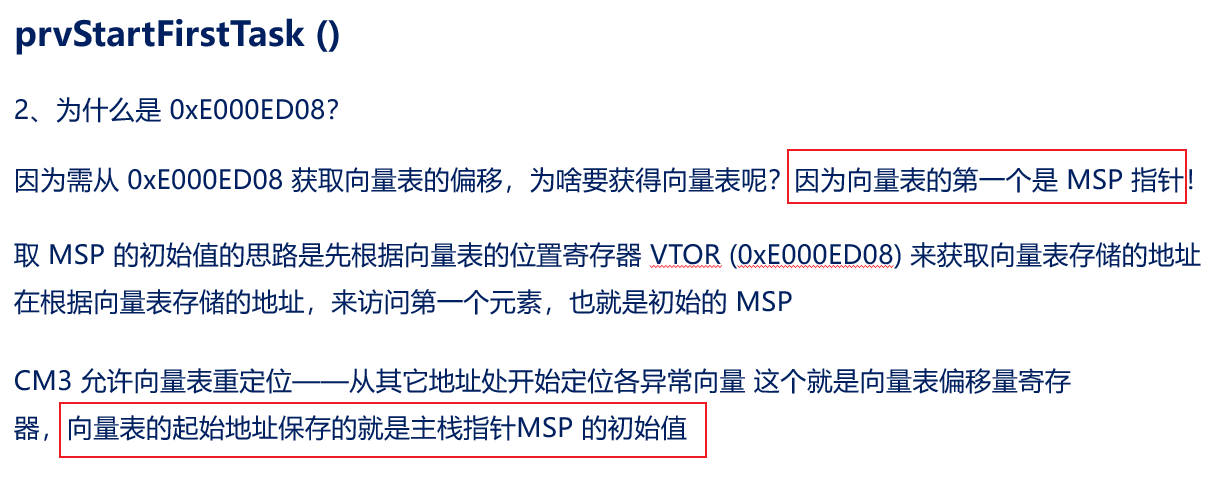 prvStartFirstTask ()
2、为什么是 0xE000ED08？
因为需从 0xE000ED08 获取向量表的偏移，为啥要获得向量表呢？因为向量表的第一个是 MSP 指针！
取 MSP 的初始值的思路是先根据向量表的位置寄存器 VTOR (0xE000ED08) 来获取向量表存储的地址
在根据向量表存储的地址，来访问第一个元素，也就是初始的 MSP
CM3 允许向量表重定位——从其它地址处开始定位各异常向量 这个就是向量表偏移量寄存
器，向量表的起始地址保存的就是主栈指针MSP 的初始值